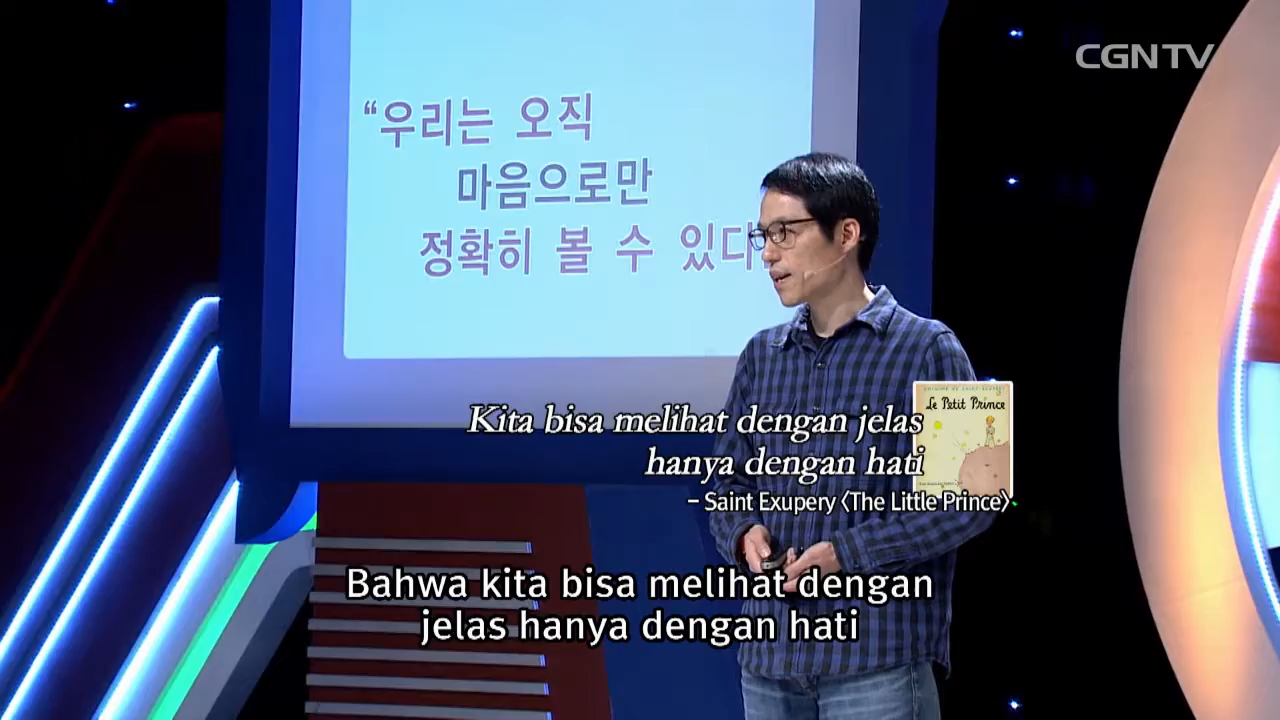 CGNTV
“우리는 오직
마음으로만
정확히 볼 수 있다
Le Petit Prince
Kita bisa melihat dengan jelas
hanya dengan hati
– Saint Exupery〈The Little Prince〉
Bahwa kita bisa melihat dengan
jelas hanya dengan hati